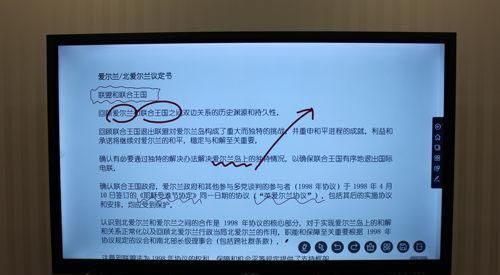 爱尔兰/北爱尔兰议定书
联盟和联合王国
回顾爱尔兰和联合王国之间双边关系的历史渊源和持久性,
回顾联合王国退出联盟对爱尔兰岛构成了重大而独特的挑战,并重申和平进程的成就、利益和
承诺将继续对爱尔兰的和平、稳定与和解至关重要。
确认有必要通过独特的解决办法解决爱尔兰岛上的独特情况,以确保联合王国有序地退出国际
电联。
确认联合王国政府、爱尔兰政府和其他参与多党谈判的参与者(1998 年协议)于 1998 年 4 月
10 日签订的《耶稣受难节协定》同一日期的协议(“英爱尔兰协议”),包括其后的实施协议
和安排,均应受到保护,
认识到北爱尔兰和爱尔兰之间的合作是 1998 年协议的核心部分,对于实现爱尔兰岛上的和解
和关系正常化以及回顾北爱尔兰行政当局和爱尔兰的作用、职能和保障至关重要根据 1998 年
协议规定的议会和南北部长级理事会(包括跨社群条款),